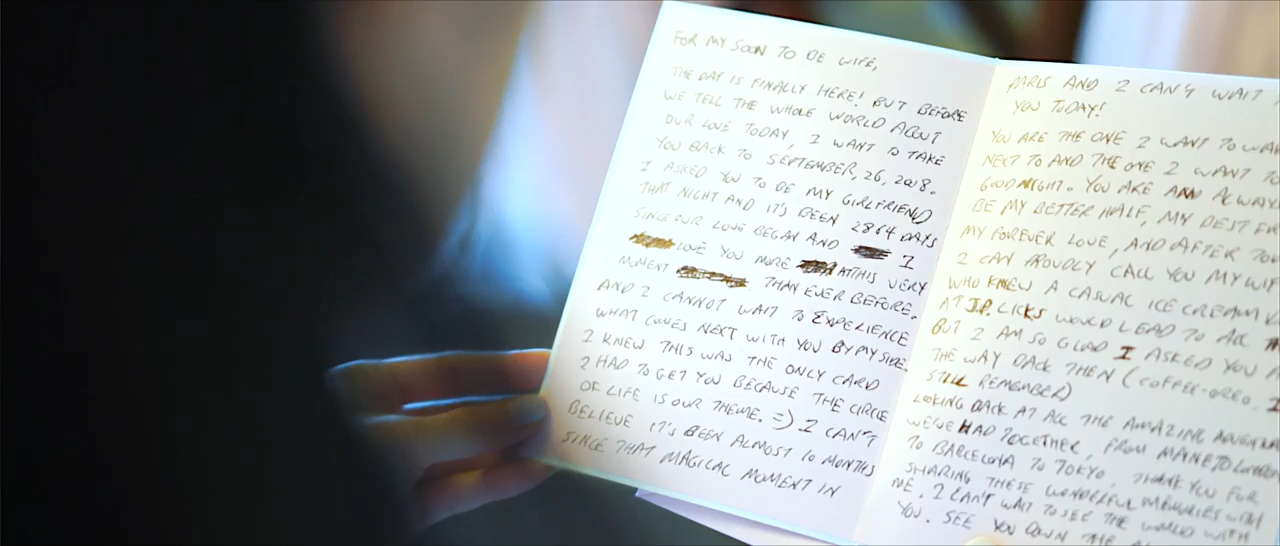 FOR MY SOON TO BE WIFE,
THE DAY IS FINALLY HERE! BUT BEFORE
WE TELL THE WHOLE WORLD ABOUT
OUR LOVE TODAY, I WANT TO TAKE
YOU BACK TO SEPTEMBER, 26, 2008.
I ASKED YOU TO BE MY GIRLFRIEND
THAT NIGHT AND IT'S BEEN 2864 DAYS
SINCE OUR LOVE BEGAN AND I
LOVE YOU MORE AT THIS VERY
MOMENT THAN EVER BEFORE.
AND I CANNOT WAIT TO EXPERIENCE
WHAT COMES NEXT WITH YOU BY MY SIDE.
I KNEW THIS WAS THE ONLY CARD
I HAD TO GET YOU BECAUSE THE CIRCLE
OF LIFE IS OUR THEME. =) I CAN'T
BELIEVE IT'S BEEN ALMOST 10 MONTHS
SINCE THAT MAGICAL MOMENT IN
PARIS AND I CAN'T WAIT
YOU TODAY!
YOU ARE THE ONE I WANT TO
NEXT TO AND THE ONE I WANT TO
GOODNIGHT. YOU ARE AND
BE MY BETTER HALF, MY BEST
MY FOREVER LOVE, AND AFTER
I CAN PROUDLY CALL YOU MY
WHO KNEW A CASUAL ICE CREAM
AT J.P. LICKS WOULD LEAD TO ALL
BUT I AM SO GLAD I ASKED YOU
THE WAY BACK THEN (COFFEE-OREO. I
STILL REMEMBER)
LOOKING BACK AT ALL THE AMAZING
WE'VE HAD TOGETHER, FROM MAINE TO
TO BARCELONA TO TOKYO. THANK YOU FOR
SHARING THESE WONDERFUL MEMORIES WITH
ME. I CAN'T WAIT TO SEE THE WORLD WITH
YOU. SEE YOU DOWN THE